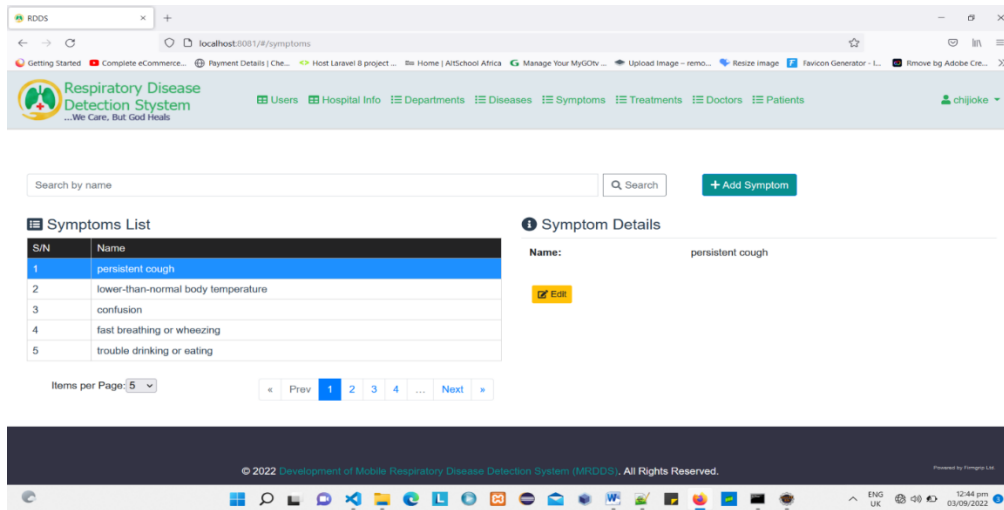 RDDS
localhost:8081/#/symptoms
Getting Started Complete eCommerce... Payment Details | Che... Host Laravel 8 project ... Home | AltSchool Africa Manage Your MyGOtv ... Upload Image – remo... Resize image Favicon Generator - I... Rmove bg Adobe Cre...
Respiratory Disease
Detection Ststem
...We Care, But God Heals
Users Hospital Info Departments Diseases Symptoms Treatments Doctors Patients chijioke
Search by name Search + Add Symptom
Symptoms List
S/N Name
1 persistent cough
2 lower-than-normal body temperature
3 confusion
4 fast breathing or wheezing
5 trouble drinking or eating
Items per Page: 5
« Prev 1 2 3 4 ... Next »
Symptom Details
Name: persistent cough
Edit
© 2022 Development of Mobile Respiratory Disease Detection System (MRDDS). All Rights Reserved.
Powered by
ENG
UK
12:44 pm
03/09/2022